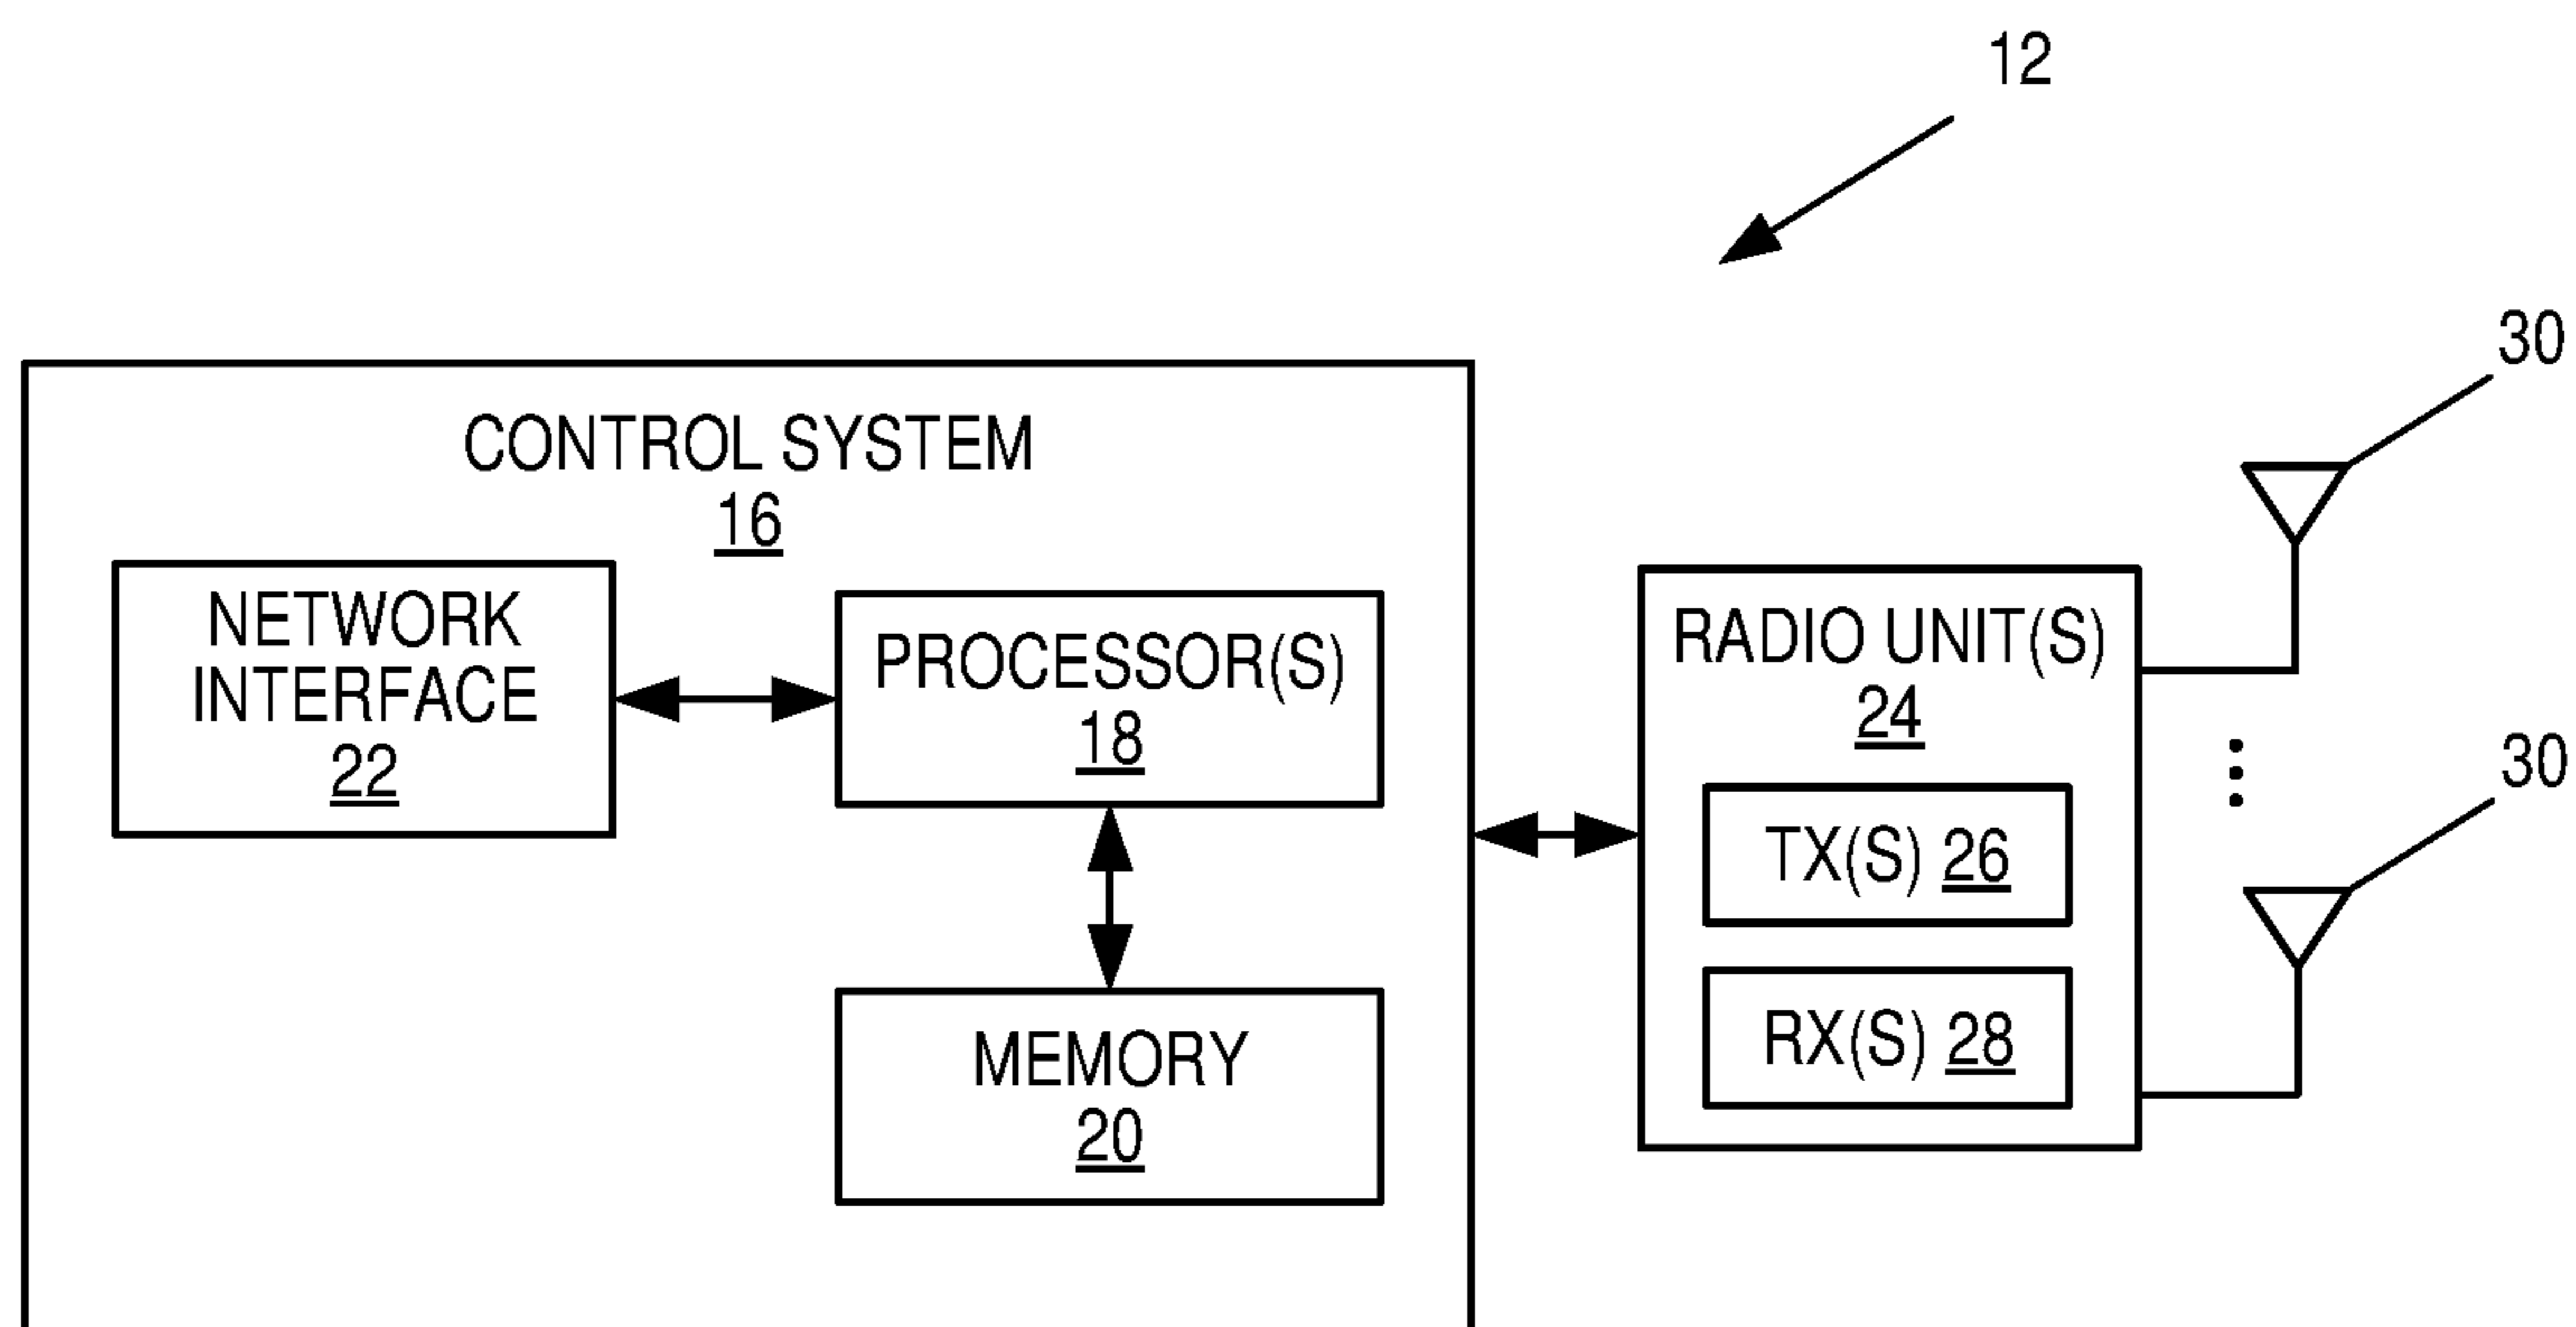 12
30
CONTROL SYSTEM
16
NETWORK
INTERFACE
22
PROCESSOR(S)
18
MEMORY
20
RADIO UNIT(S)
24
TX(S) 26
RX(S) 28
30